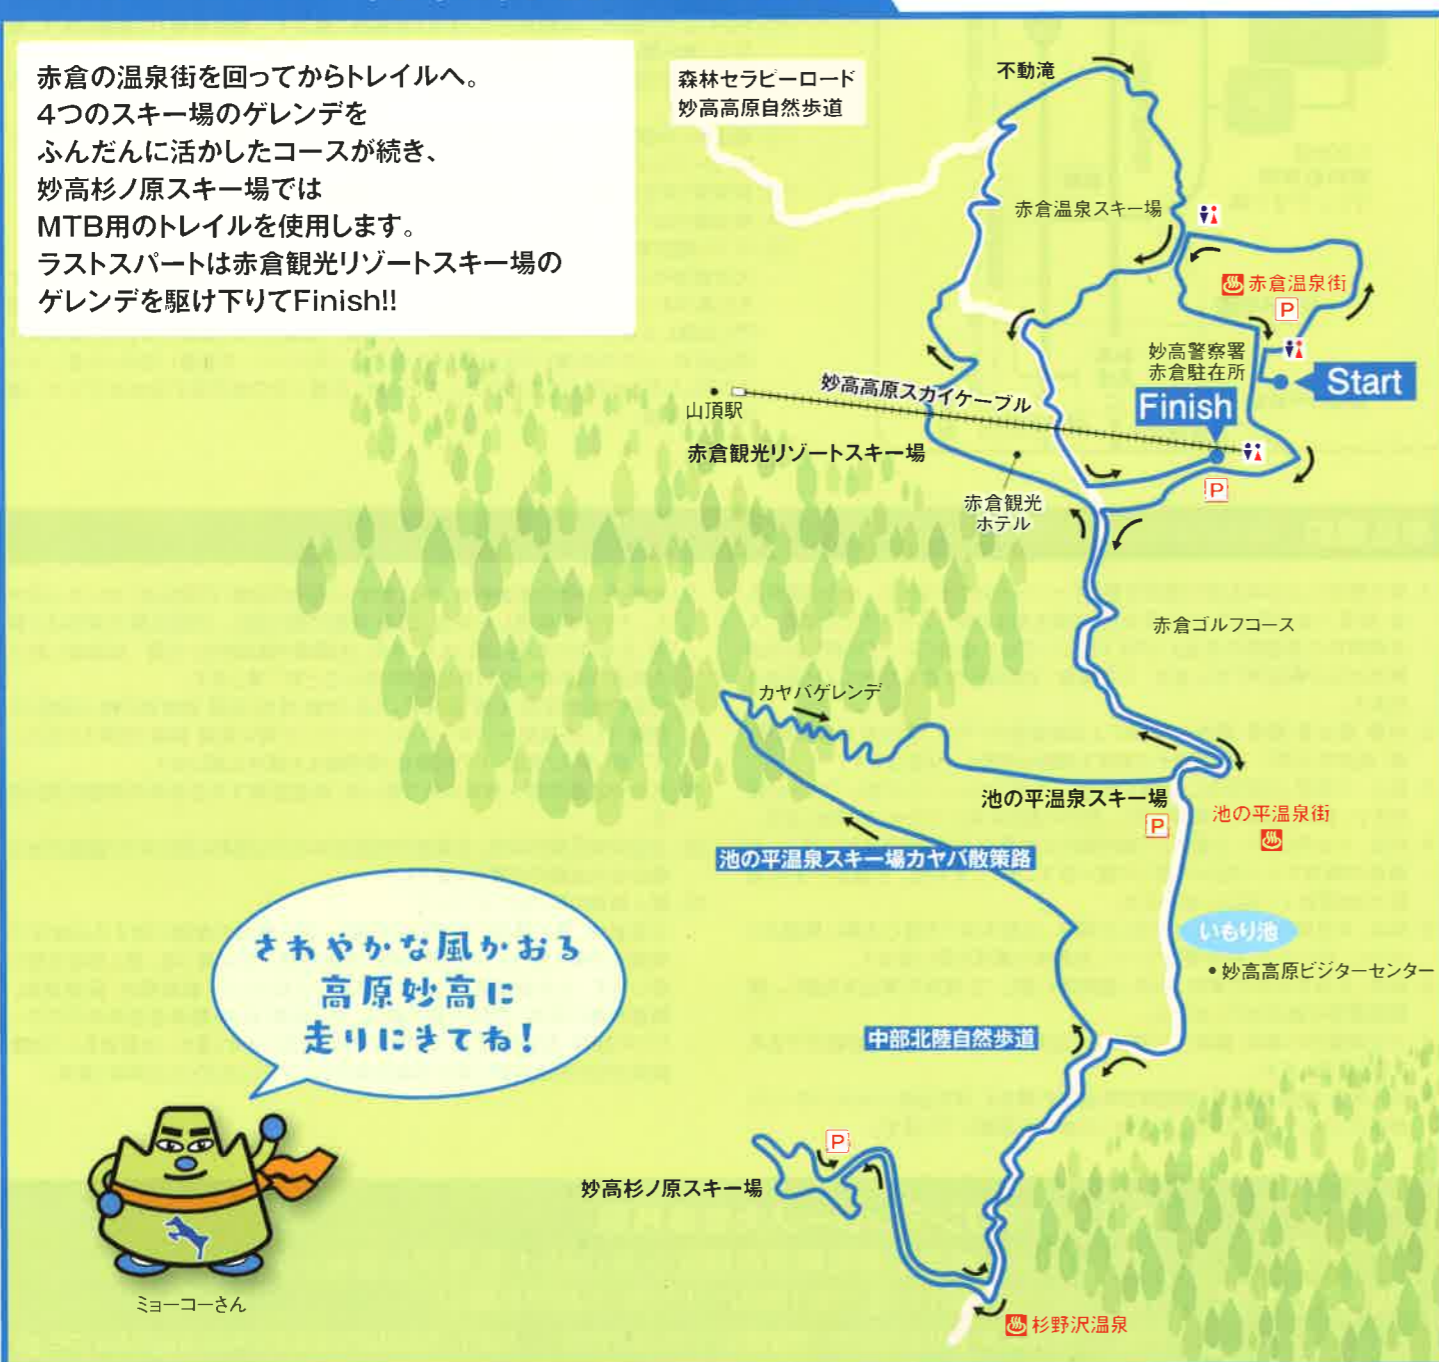 赤倉の温泉街を回ってからトレイルへ。
4つのスキー場のゲレンデを
ふんだんに活かしたコースが続き、
妙高杉ノ原スキー場では
MTB用のトレイルを使用します。
ラストスパートは赤倉観光リゾートスキー場の
ゲレンデを駆け下りてFinish!!
森林セラピーロード
妙高高原自然歩道
不動滝
赤倉温泉スキー場
赤倉温泉街
P
妙高警察署
赤倉駐在所
Start
Finish
妙高高原スカイケーブル
山頂駅
赤倉観光リゾートスキー場
赤倉観光
ホテル
P
赤倉ゴルフコース
カヤバゲレンデ
池の平温泉スキー場
P
池の平温泉街
池の平温泉スキー場カヤバ散策路
いもり池
妙高高原ビジターセンター
中部北陸自然歩道
P
妙高杉ノ原スキー場
杉野沢温泉
さわやかな風かおる
高原妙高に
走りにきてね!
ミョーコーさん